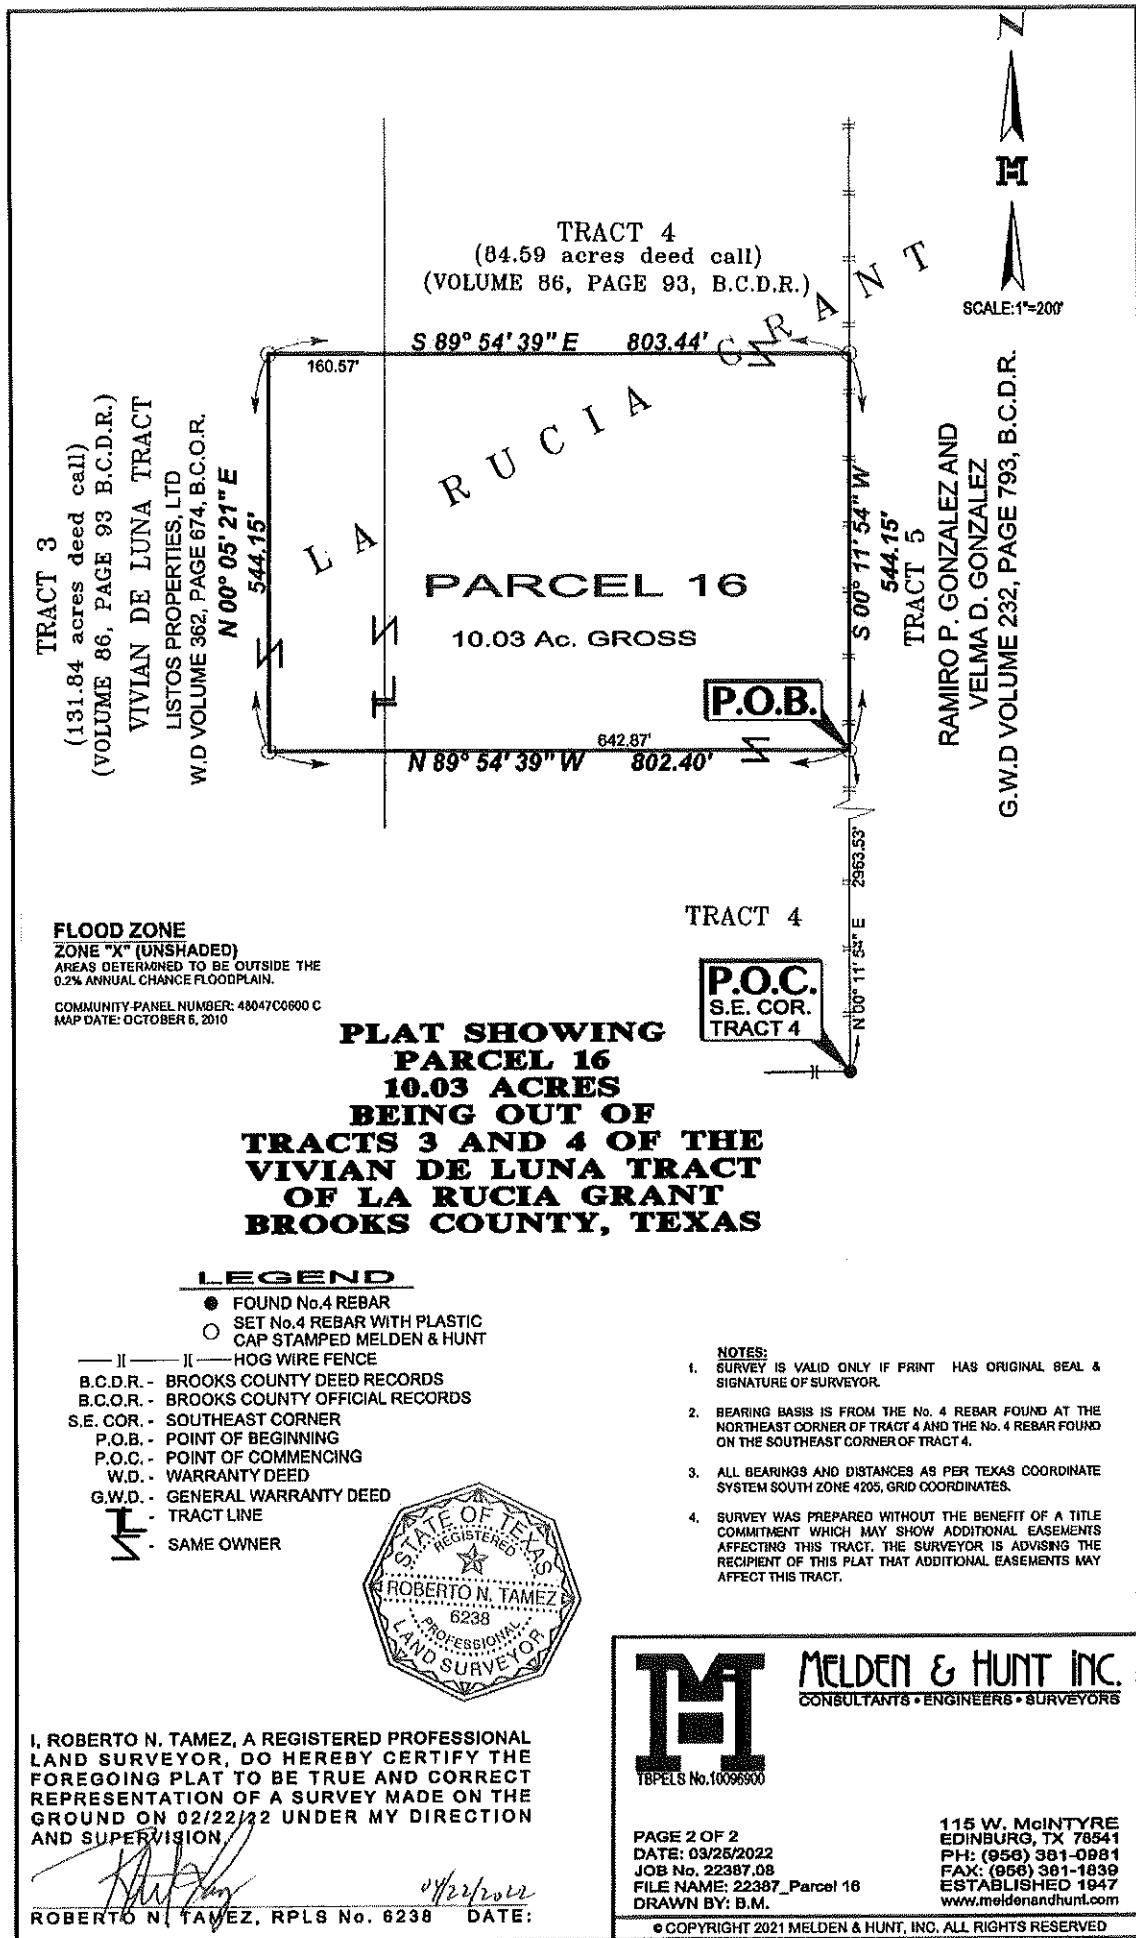 N
SCALE:1"=200'
TRACT 4
(84.59 acres deed call)
(VOLUME 86, PAGE 93, B.C.D.R.)
LA RUCIA GRANT
S 89° 54' 39" E 803.44'
160.57'
TRACT 3
(131.84 acres deed call)
(VOLUME 86, PAGE 93 B.C.D.R.)
VIVIAN DE LUNA TRACT
LISTOS PROPERTIES, LTD
W.D VOLUME 362, PAGE 674, B.C.O.R.
N 00° 05' 21" E
544.15'
PARCEL 16
10.03 Ac. GROSS
S 00° 11' 54" W
544.15'
TRACT 5
RAMIRO P. GONZALEZ AND
VELMA D. GONZALEZ
G.W.D VOLUME 232, PAGE 793, B.C.D.R.
P.O.B.
642.87'
N 89° 54' 39" W 802.40'
N 00° 11' 54" E 2963.53'
TRACT 4
P.O.C.
S.E. COR.
TRACT 4
FLOOD ZONE
ZONE "X" (UNSHADED)
AREAS DETERMINED TO BE OUTSIDE THE
0.2% ANNUAL CHANCE FLOODPLAIN.
COMMUNITY-PANEL NUMBER: 48047C0600 C
MAP DATE: OCTOBER 6, 2010
PLAT SHOWING
PARCEL 16
10.03 ACRES
BEING OUT OF
TRACTS 3 AND 4 OF THE
VIVIAN DE LUNA TRACT
OF LA RUCIA GRANT
BROOKS COUNTY, TEXAS
LEGEND
FOUND No.4 REBAR
SET No.4 REBAR WITH PLASTIC
CAP STAMPED MELDEN & HUNT
HOG WIRE FENCE
B.C.D.R. - BROOKS COUNTY DEED RECORDS
B.C.O.R. - BROOKS COUNTY OFFICIAL RECORDS
S.E. COR. - SOUTHEAST CORNER
P.O.B. - POINT OF BEGINNING
P.O.C. - POINT OF COMMENCING
W.D. - WARRANTY DEED
G.W.D. - GENERAL WARRANTY DEED
- TRACT LINE
- SAME OWNER
NOTES:
1. SURVEY IS VALID ONLY IF PRINT HAS ORIGINAL SEAL &
SIGNATURE OF SURVEYOR.
2. BEARING BASIS IS FROM THE No. 4 REBAR FOUND AT THE
NORTHEAST CORNER OF TRACT 4 AND THE No. 4 REBAR FOUND
ON THE SOUTHEAST CORNER OF TRACT 4.
3. ALL BEARINGS AND DISTANCES AS PER TEXAS COORDINATE
SYSTEM SOUTH ZONE 4205, GRID COORDINATES.
4. SURVEY WAS PREPARED WITHOUT THE BENEFIT OF A TITLE
COMMITMENT WHICH MAY SHOW ADDITIONAL EASEMENTS
AFFECTING THIS TRACT. THE SURVEYOR IS ADVISING THE
RECIPIENT OF THIS PLAT THAT ADDITIONAL EASEMENTS MAY
AFFECT THIS TRACT.
STATE OF TEXAS
REGISTERED
ROBERTO N. TAMEZ
6238
PROFESSIONAL
LAND SURVEYOR
I, ROBERTO N. TAMEZ, A REGISTERED PROFESSIONAL
LAND SURVEYOR, DO HEREBY CERTIFY THE
FOREGOING PLAT TO BE TRUE AND CORRECT
REPRESENTATION OF A SURVEY MADE ON THE
GROUND ON 02/22/22 UNDER MY DIRECTION
AND SUPERVISION.
04/22/2022
ROBERTO N. TAMEZ, RPLS No. 6238 DATE:
MELDEN & HUNT INC.
CONSULTANTS • ENGINEERS • SURVEYORS
TBPELS No.10096900
PAGE 2 OF 2
DATE: 03/25/2022
JOB No. 22387.08
FILE NAME: 22387_Parcel 16
DRAWN BY: B.M.
115 W. McINTYRE
EDINBURG, TX 78541
PH: (956) 381-0981
FAX: (956) 381-1839
ESTABLISHED 1947
www.meldenandhunt.com
© COPYRIGHT 2021 MELDEN & HUNT, INC. ALL RIGHTS RESERVED